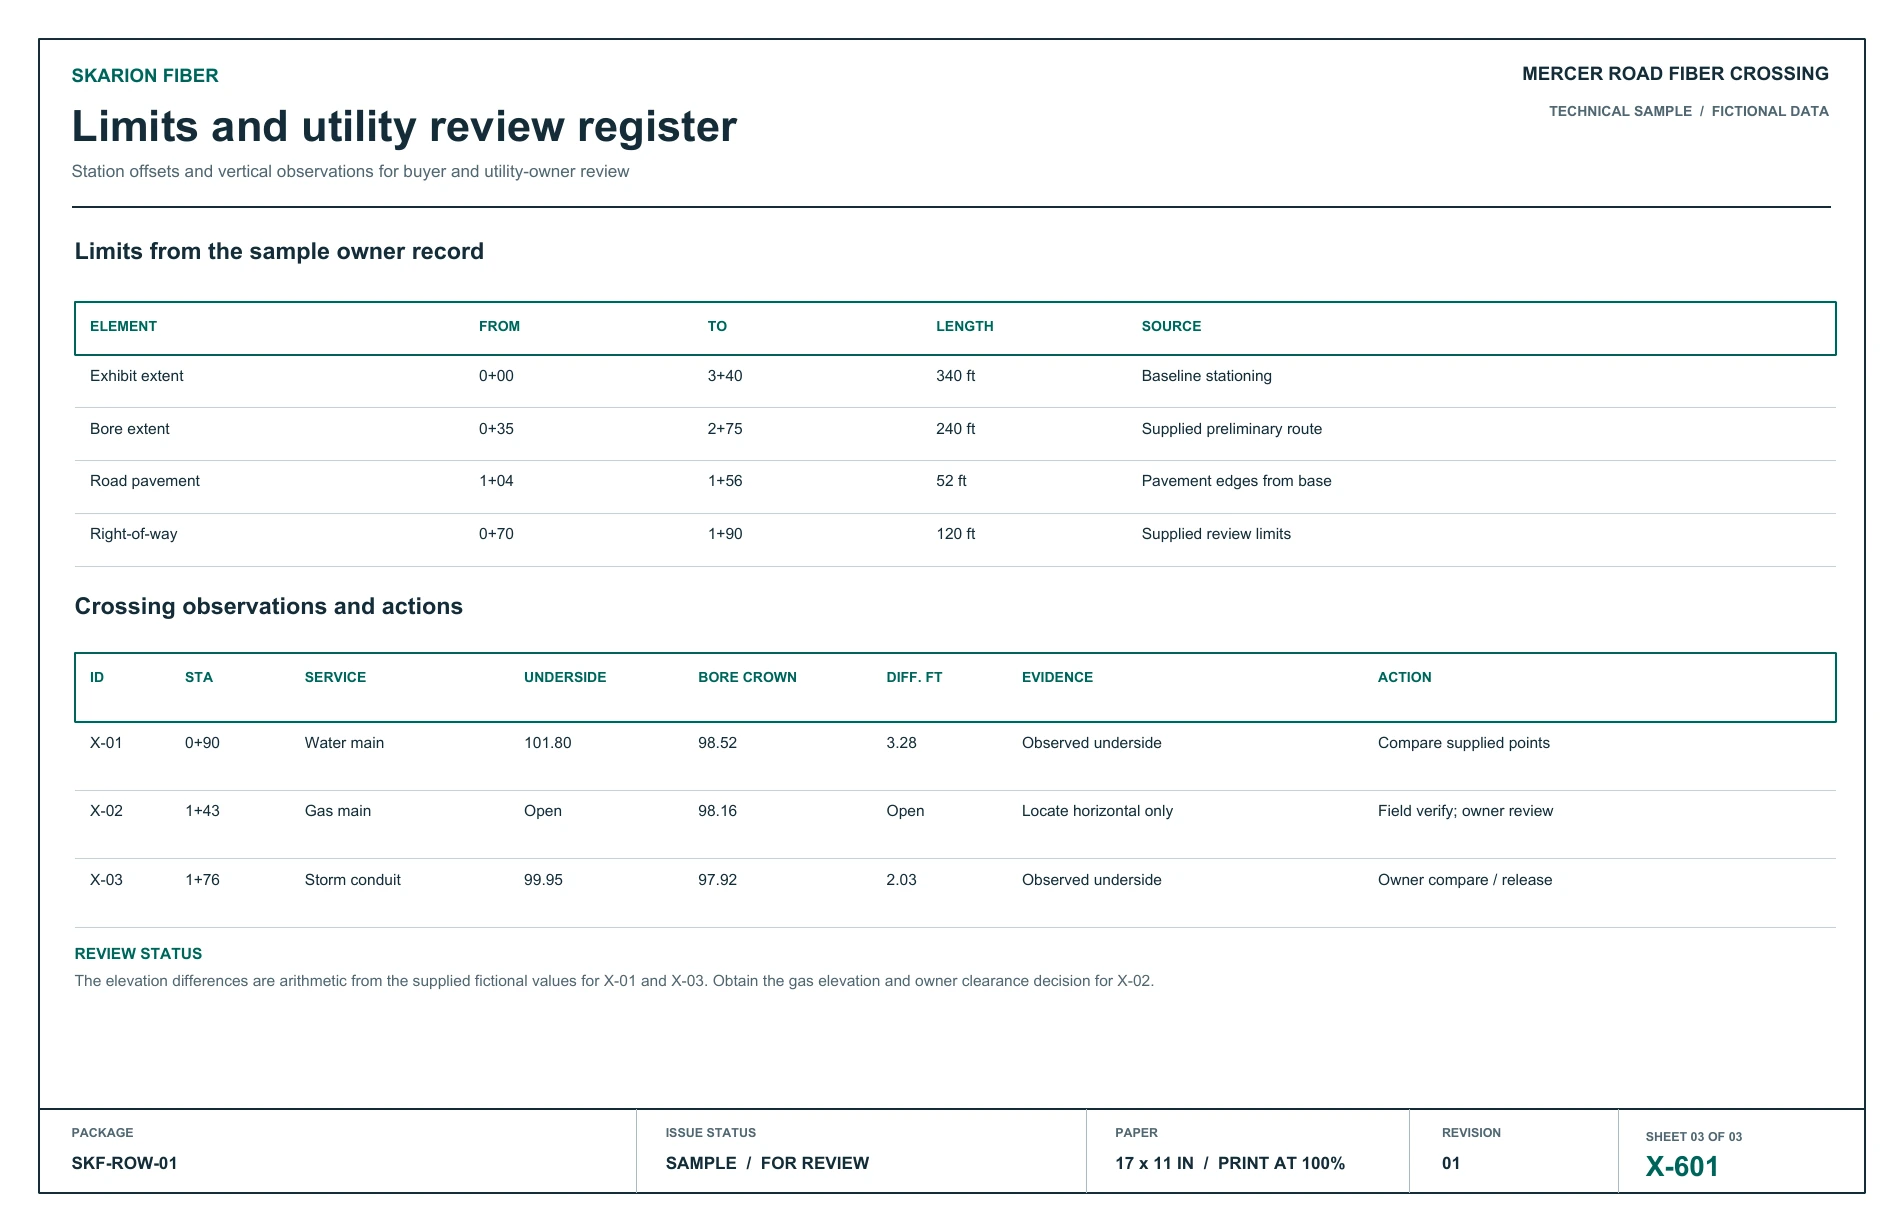 SKARION FIBER
MERCER ROAD FIBER CROSSING
Limits and utility review register
TECHNICAL SAMPLE / FICTIONAL DATA
Station offsets and vertical observations for buyer and utility-owner review
Limits from the sample owner record
ELEMENT FROM TO LENGTH SOURCE
Exhibit extent 0+00 3+40 340 ft Baseline stationing
Bore extent 0+35 2+75 240 ft Supplied preliminary route
Road pavement 1+04 1+56 52 ft Pavement edges from base
Right-of-way 0+70 1+90 120 ft Supplied review limits
Crossing observations and actions
ID STA SERVICE UNDERSIDE BORE CROWN DIFF. FT EVIDENCE ACTION
X-01 0+90 Water main 101.80 98.52 3.28 Observed underside Compare supplied points
X-02 1+43 Gas main Open 98.16 Open Locate horizontal only Field verify; owner review
X-03 1+76 Storm conduit 99.95 97.92 2.03 Observed underside Owner compare / release
REVIEW STATUS
The elevation differences are arithmetic from the supplied fictional values for X-01 and X-03. Obtain the gas elevation and owner clearance decision for X-02.
PACKAGE ISSUE STATUS PAPER REVISION SHEET 03 OF 03
SKF-ROW-01 SAMPLE / FOR REVIEW 17 x 11 IN / PRINT AT 100% 01 X-601